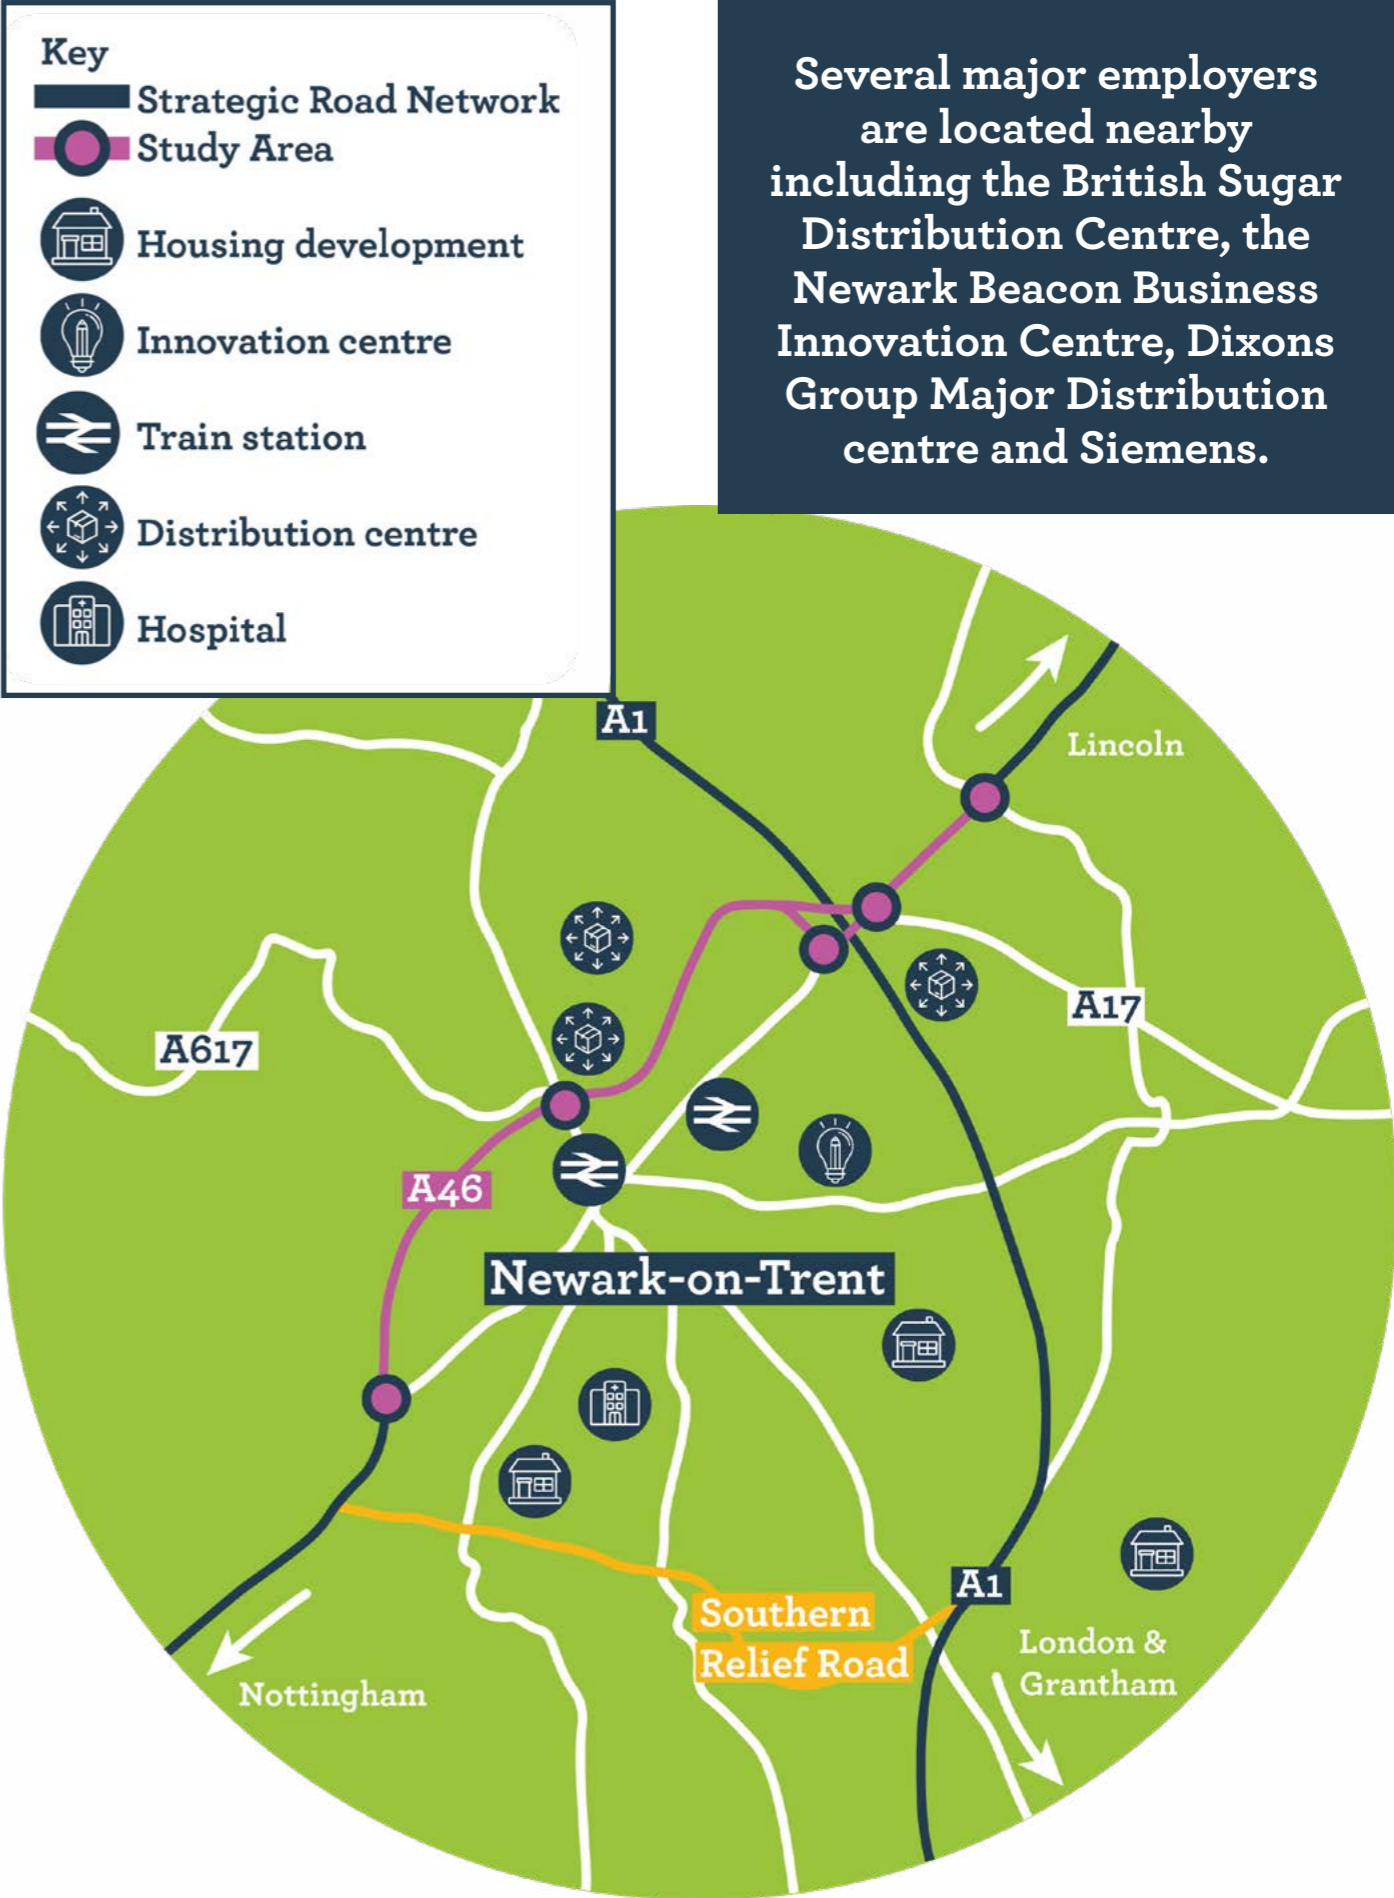 Key
Strategic Road Network
Study Area
Housing development
Innovation centre
Train station
Distribution centre
Hospital
Several major employers
are located nearby
including the British Sugar
Distribution Centre, the
Newark Beacon Business
Innovation Centre, Dixons
Group Major Distribution
centre and Siemens.
A1
Lincoln
A17
A617
A46
Newark-on-Trent
A1
Southern
Relief Road
London &
Grantham
Nottingham